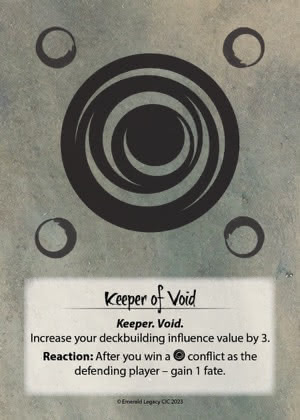 Keeper of Void
Keeper. Void.
Increase your deckbuilding influence value by 3.
Reaction: After you win a conflict as the
defending player – gain 1 fate.
© Emerald Legacy CIC 2023